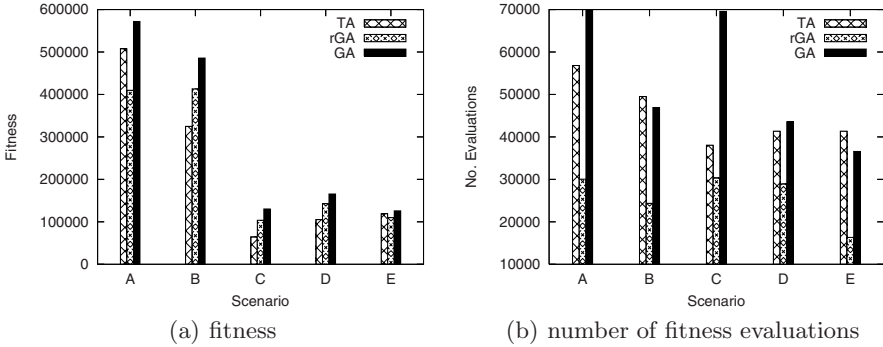 600000
500000
400000
300000
200000
100000
0
Fitness
TA
rGA
GA
A B C D E
Scenario
(a) fitness
70000
60000
50000
40000
30000
20000
10000
No. Evaluations
TA
rGA
GA
A B C D E
Scenario
(b) number of fitness evaluations